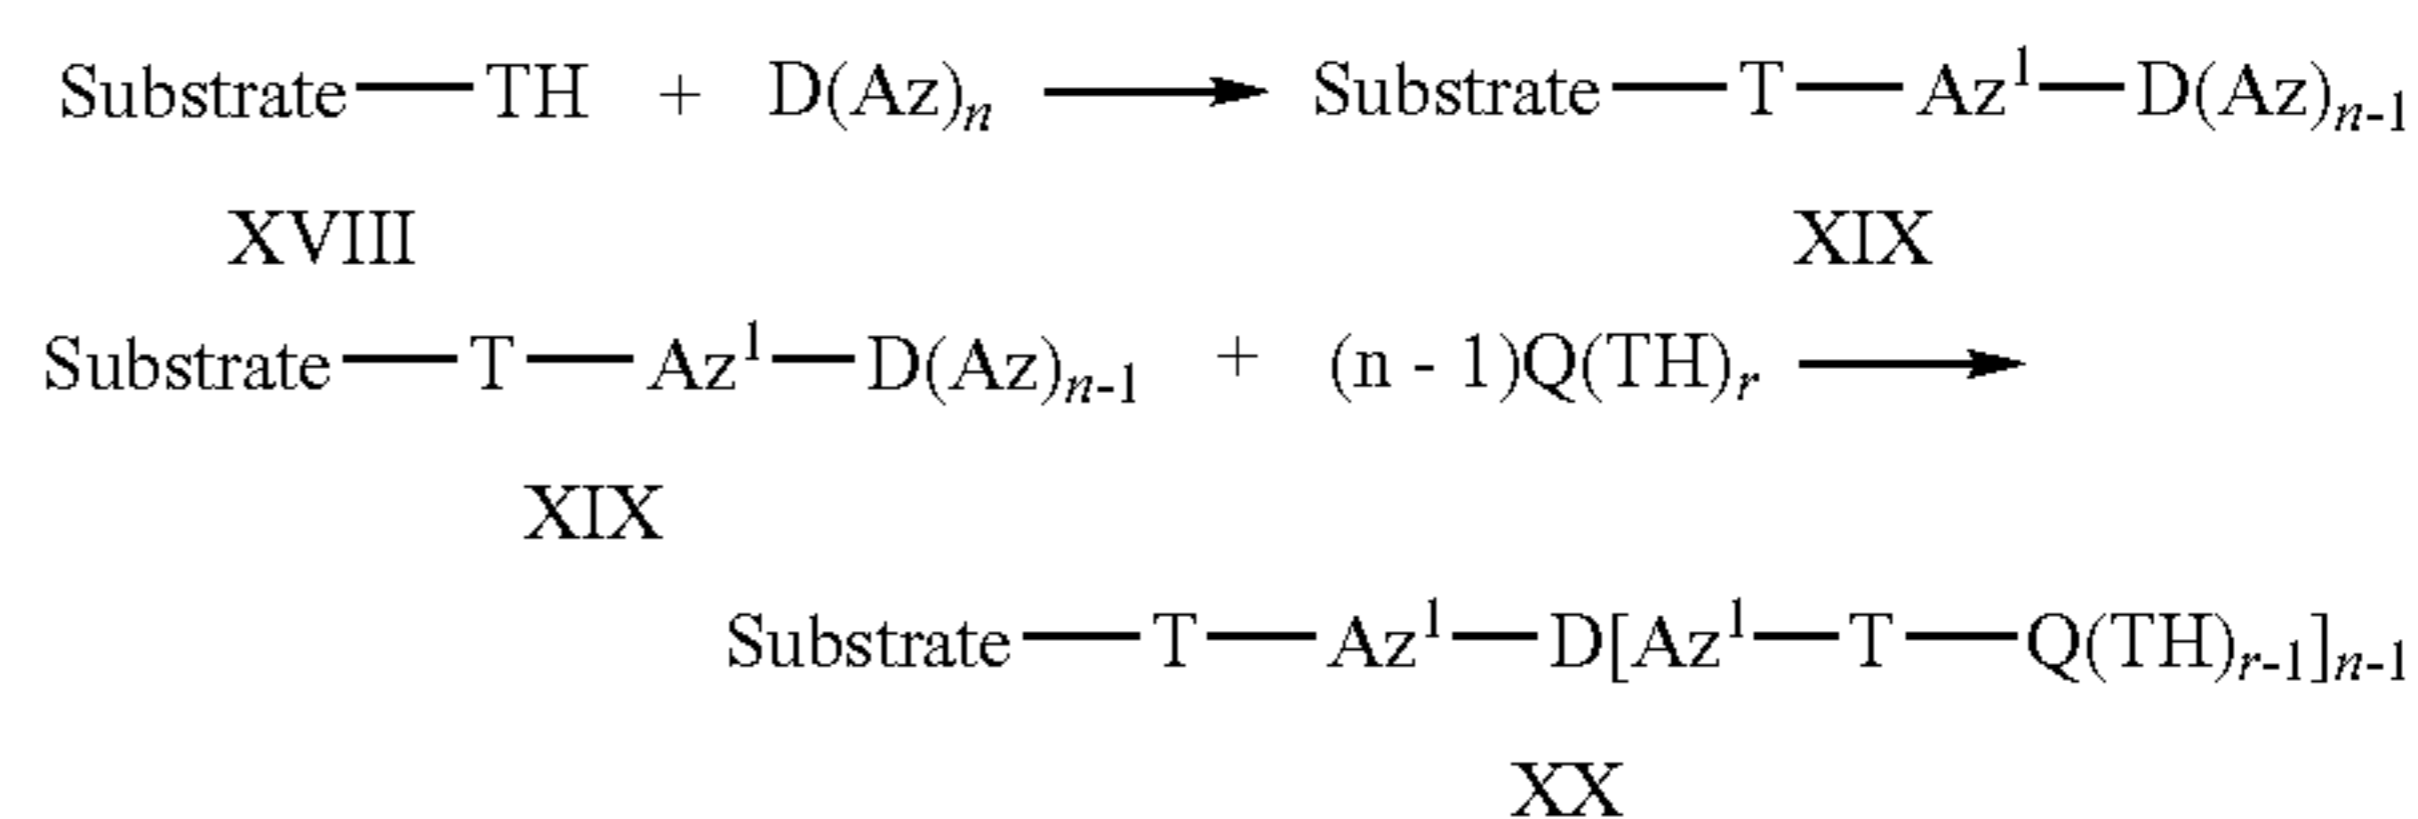 Substrate—TH + D(Az)n ⟶ Substrate—T—Az¹—D(Az)n-1
XVIII XIX
Substrate—T—Az¹—D(Az)n-1 + (n - 1)Q(TH)r ⟶
XIX
Substrate—T—Az¹—D[Az¹—T—Q(TH)r-1]n-1
XX